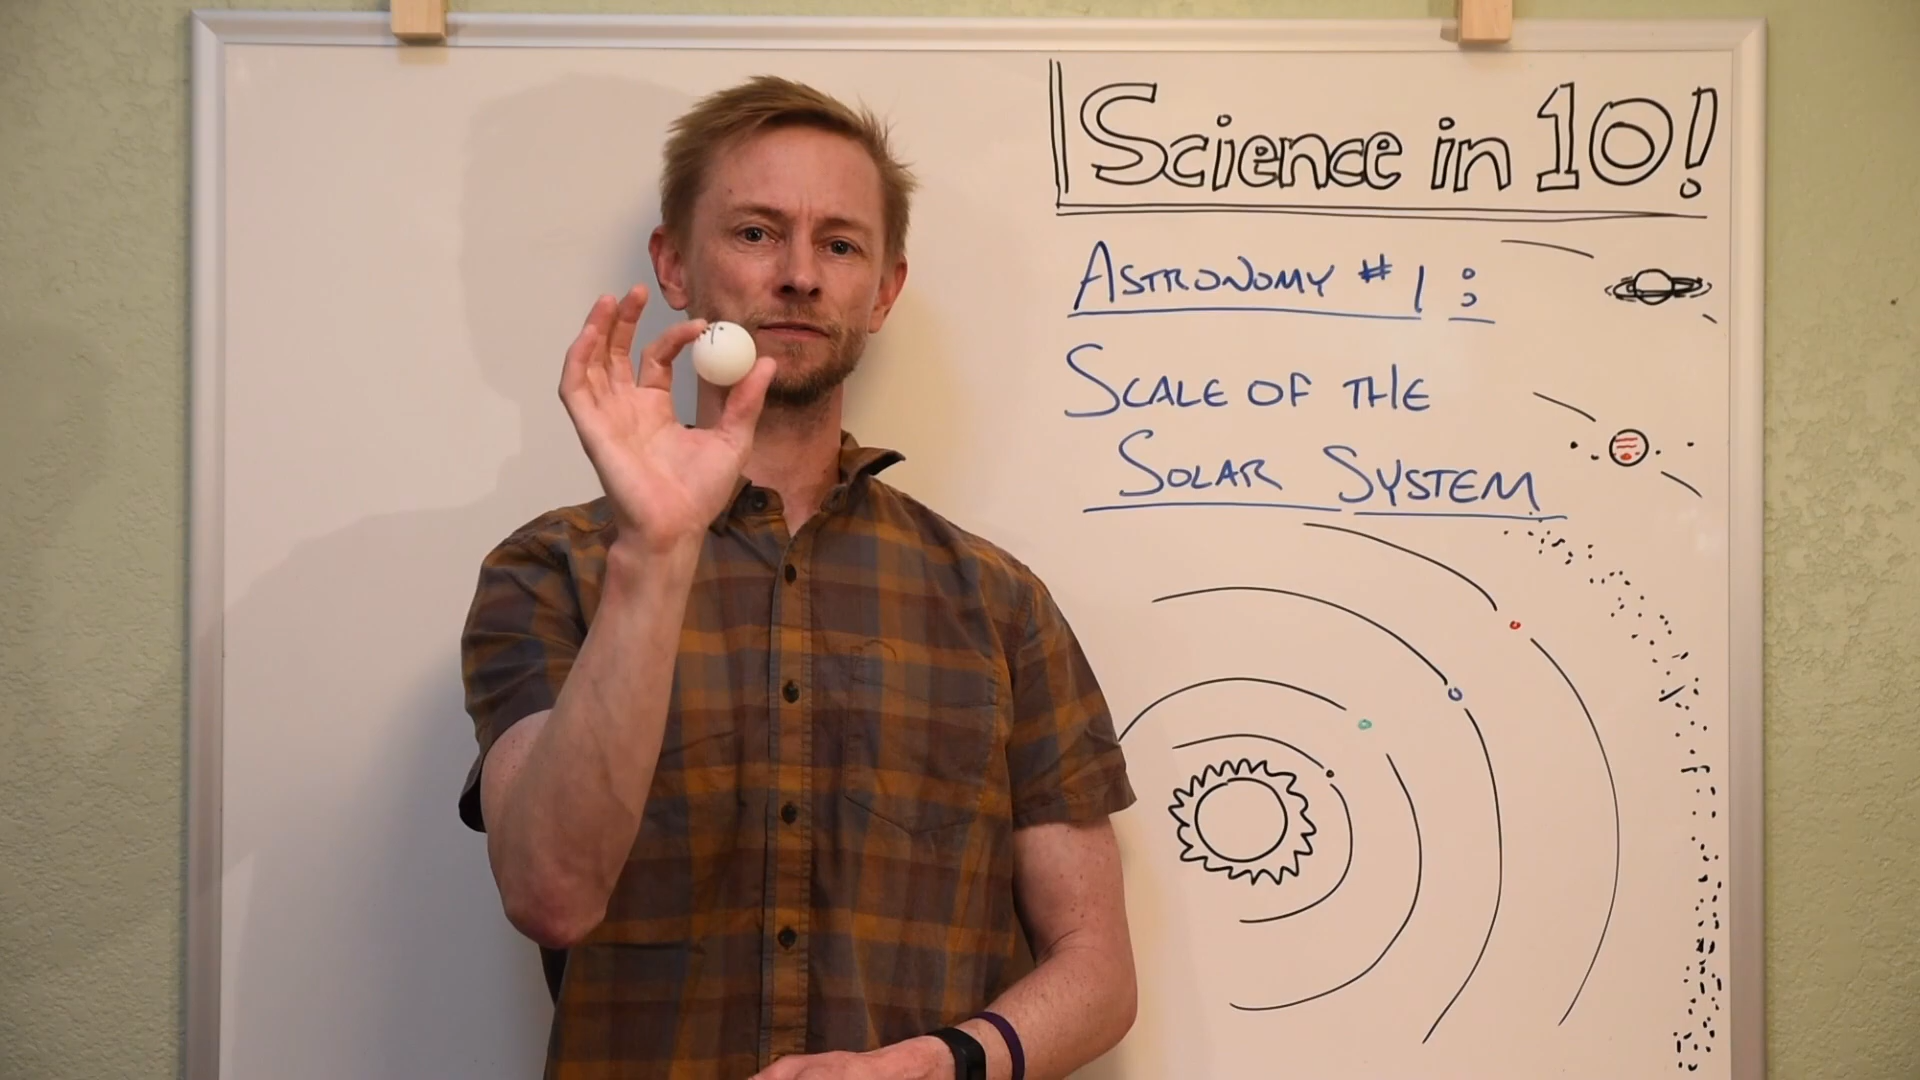 Science in 10!
ASTRONOMY #1:
SCALE OF THE
SOLAR SYSTEM